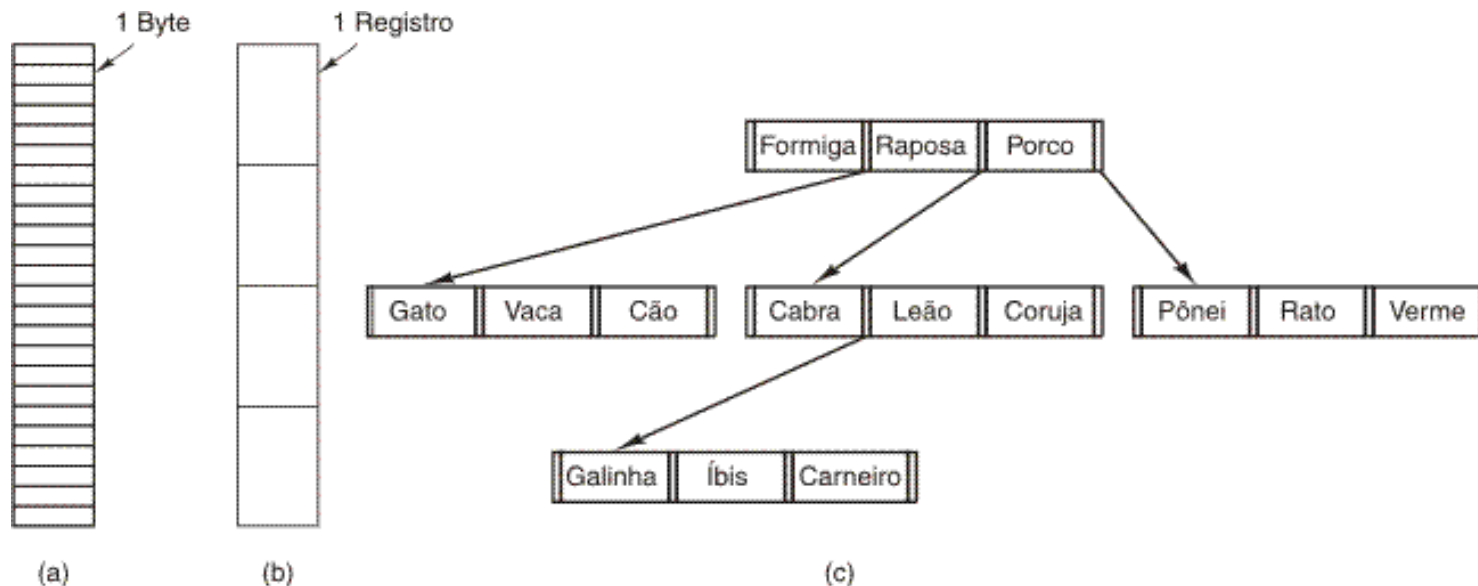 1 Byte
1 Registro
Formiga Raposa Porco
Gato Vaca Cão
Cabra Leão Coruja
Pônei Rato Verme
Galinha Íbis Carneiro
(a)
(b)
(c)